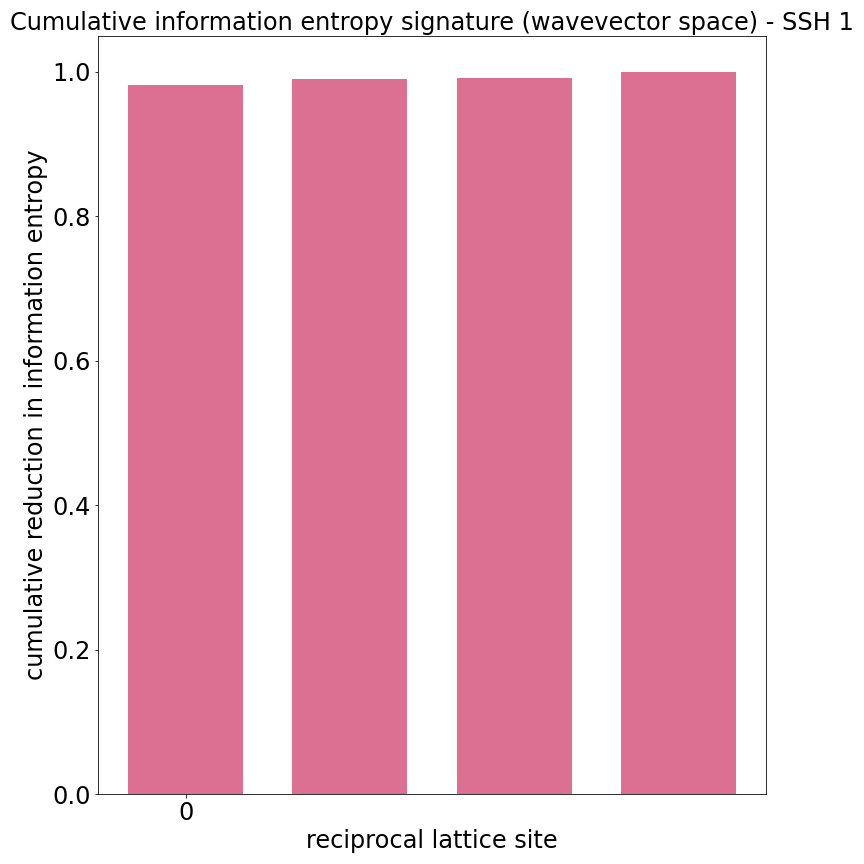 Cumulative information entropy signature (wavevector space) - SSH 1
cumulative reduction in information entropy
1.0
0.8
0.6
0.4
0.2
0.0
0
reciprocal lattice site